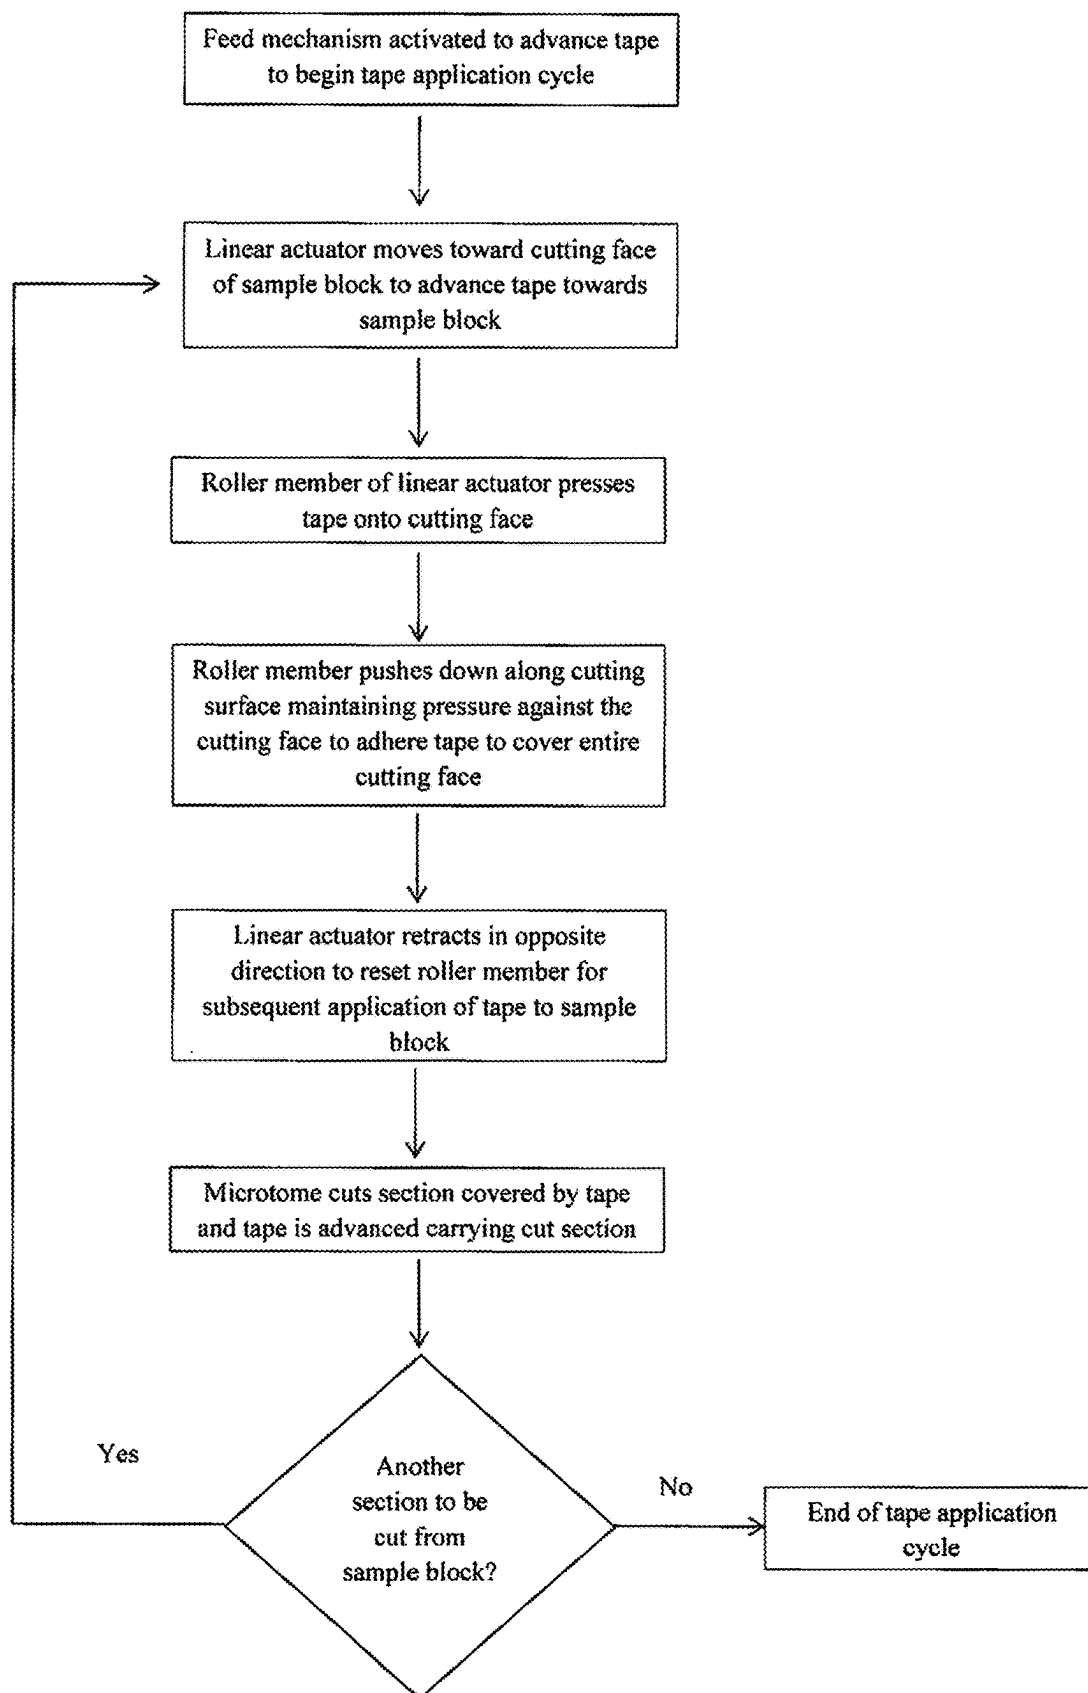 Feed mechanism activated to advance tape
to begin tape application cycle
Linear actuator moves toward cutting face
of sample block to advance tape towards
sample block
Roller member of linear actuator presses
tape onto cutting face
Roller member pushes down along cutting
surface maintaining pressure against the
cutting face to adhere tape to cover entire
cutting face
Linear actuator retracts in opposite
direction to reset roller member for
subsequent application of tape to sample
block
Microtome cuts section covered by tape
and tape is advanced carrying cut section
Yes
Another
section to be
cut from
sample block?
No
End of tape application
cycle